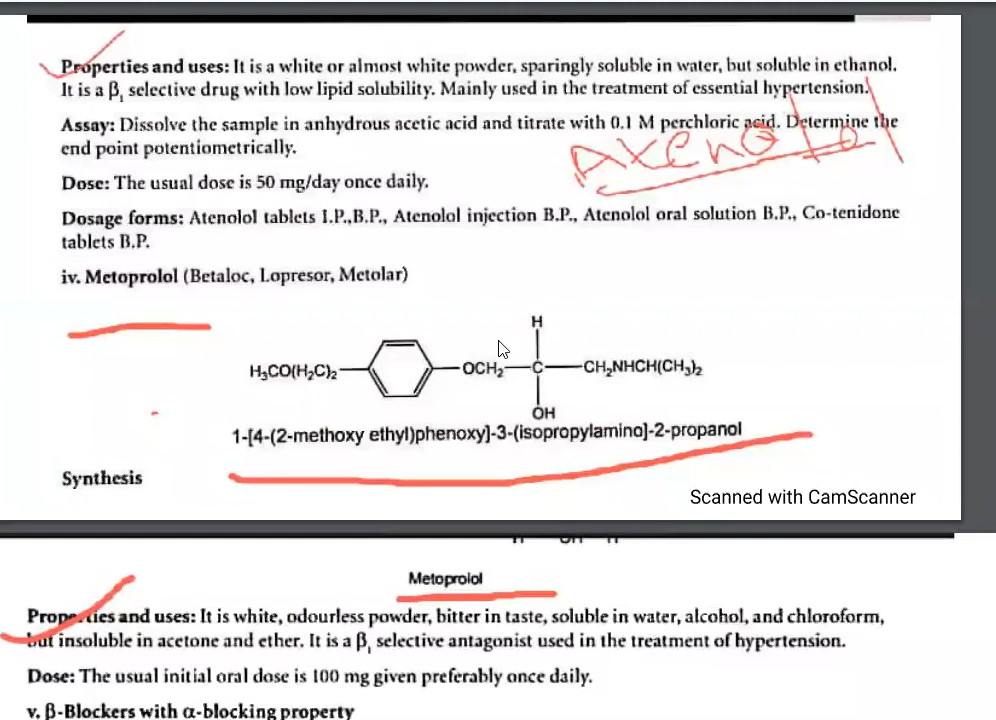 Properties and uses: It is a white or almost white powder, sparingly soluble in water, but soluble in ethanol.
It is a β₁ selective drug with low lipid solubility. Mainly used in the treatment of essential hypertension.
Assay: Dissolve the sample in anhydrous acetic acid and titrate with 0.1 M perchloric acid. Determine the
end point potentiometrically.
Atenolol
Dose: The usual dose is 50 mg/day once daily.
Dosage forms: Atenolol tablets I.P.,B.P., Atenolol injection B.P., Atenolol oral solution B.P., Co-tenidone
tablets B.P.
iv. Metoprolol (Betaloc, Lopresor, Metolar)
H
H₃CO(H₂C)₂ OCH₂ C CH₂NHCH(CH₃)₂
OH
1-[4-(2-methoxy ethyl)phenoxy]-3-(isopropylamino]-2-propanol
Synthesis
Scanned with CamScanner
H OH H
Metoprolol
Properties and uses: It is white, odourless powder, bitter in taste, soluble in water, alcohol, and chloroform,
but insoluble in acetone and ether. It is a β₁ selective antagonist used in the treatment of hypertension.
Dose: The usual initial oral dose is 100 mg given preferably once daily.
v. β-Blockers with α-blocking property